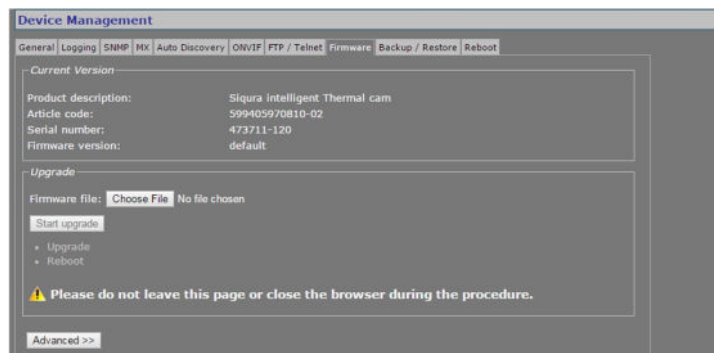 Device Management
General Logging SNMP MX Auto Discovery ONVIF FTP / Telnet Firmware Backup / Restore Reboot
Current Version
Product description: Siqura intelligent Thermal cam
Article code: 599405970810-02
Serial number: 473711-120
Firmware version: default
Upgrade
Firmware file: Choose File No file chosen
Start upgrade
• Upgrade
• Reboot
Please do not leave this page or close the browser during the procedure.
Advanced >>